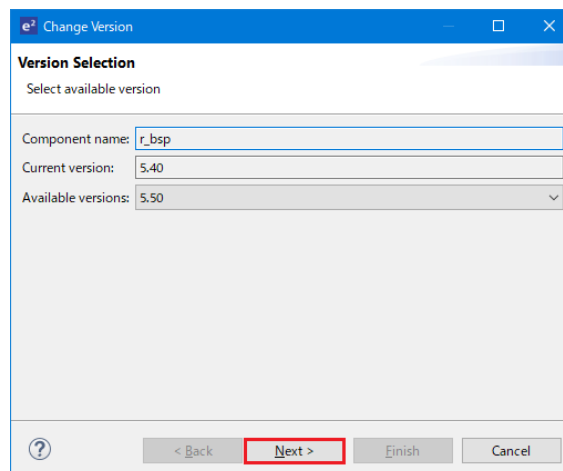 e² Change Version
Version Selection
Select available version
Component name: r_bsp
Current version: 5.40
Available versions: 5.50
? < Back Next > Finish Cancel